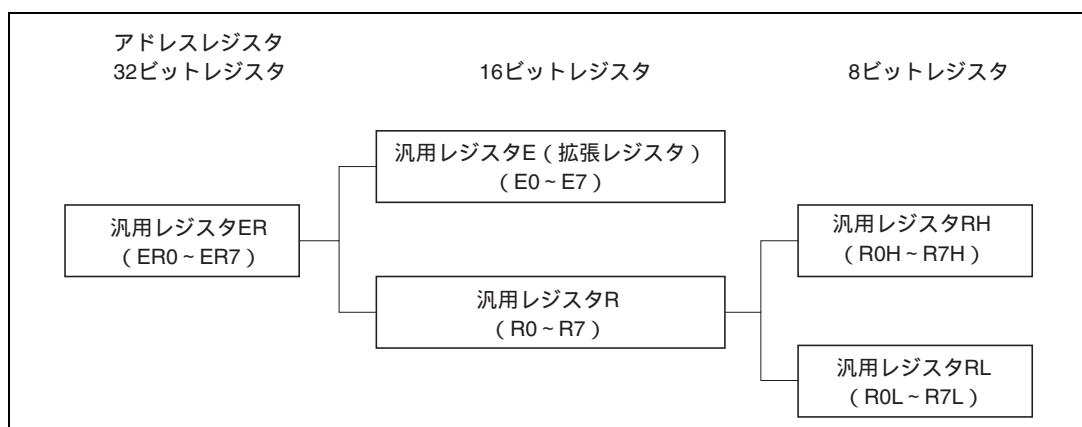 アドレスレジスタ
32ビットレジスタ
16ビットレジスタ
8ビットレジスタ
汎用レジスタER
（ER0～ER7）
汎用レジスタE（拡張レジスタ）
（E0～E7）
汎用レジスタR
（R0～R7）
汎用レジスタRH
（R0H～R7H）
汎用レジスタRL
（R0L～R7L）